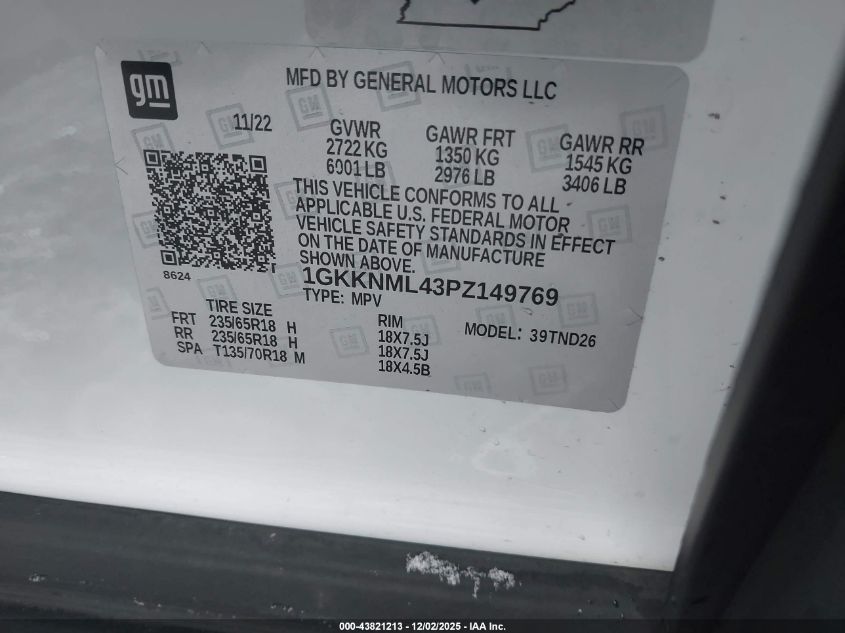 gm
MFD BY GENERAL MOTORS LLC
11/22
GVWR GAWR FRT GAWR RR
2722 KG 1350 KG 1545 KG
6001 LB 2976 LB 3406 LB
THIS VEHICLE CONFORMS TO ALL
APPLICABLE U.S. FEDERAL MOTOR
VEHICLE SAFETY STANDARDS IN EFFECT
ON THE DATE OF MANUFACTURE
SHOWN ABOVE.
8624
1GKKNML43PZ149769
TYPE: MPV
TIRE SIZE RIM
FRT 235/65R18 H 18X7.5J
RR 235/65R18 H 18X7.5J
SPA T135/70R18 M 18X4.5B
MODEL: 39TND26
000-43821213 - 12/02/2025 - IAA Inc.